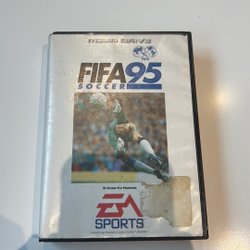 MEGA DRIVE
FIFA 95
SOCCER
EA
SPORTS